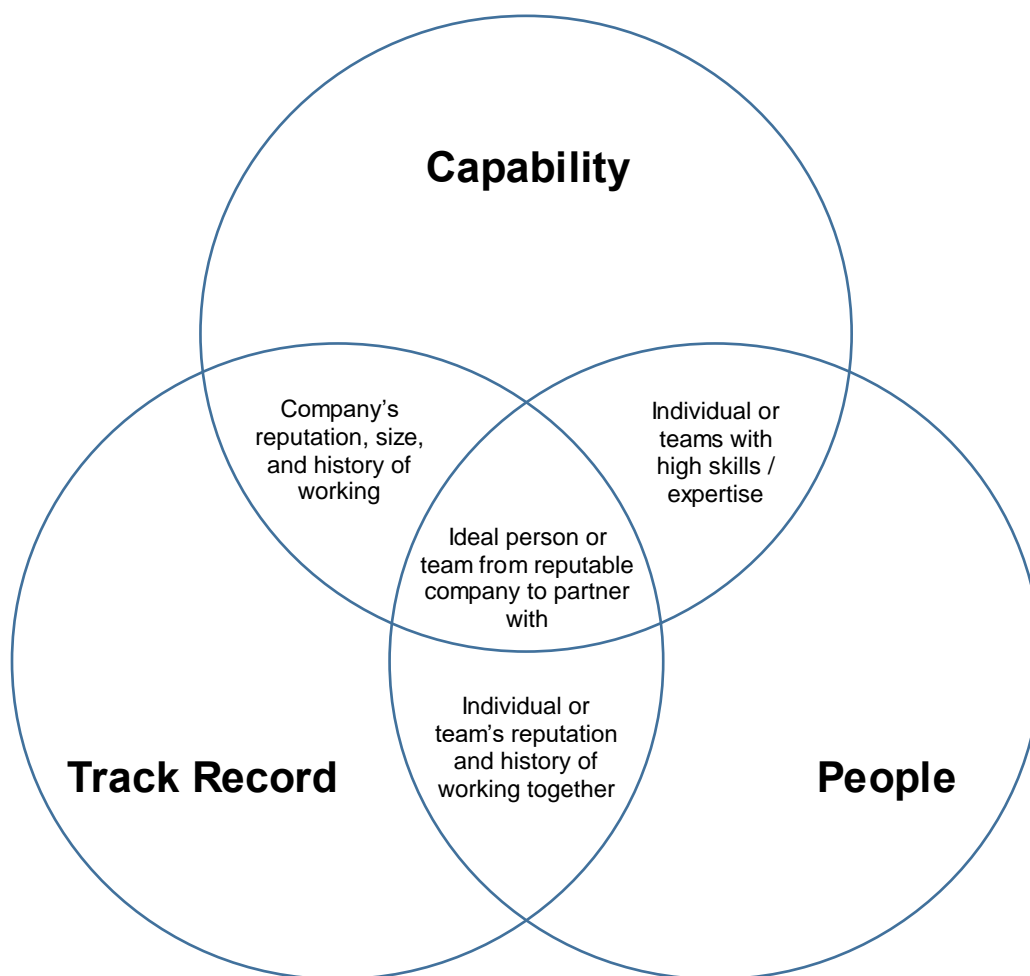 Capability
Company’s
reputation, size,
and history of
working
Individual or
teams with
high skills /
expertise
Ideal person or
team from reputable
company to partner
with
Individual or
team’s reputation
and history of
working together
Track Record
People